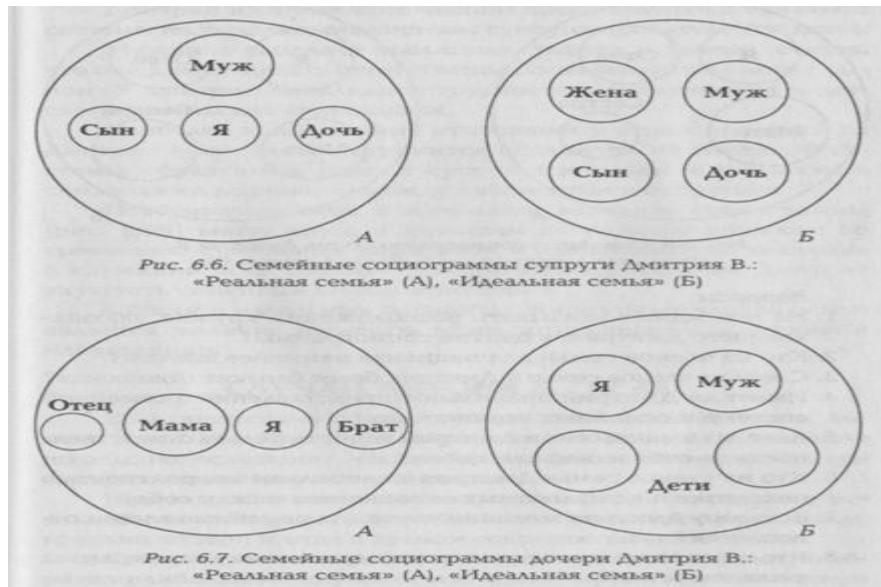 Муж
Сын Я Дочь
А
Жена Муж
Сын Дочь
Б
Рис. 6.6. Семейные социограммы супруги Дмитрия В.:
«Реальная семья» (А), «Идеальная семья» (Б)
Отец
Мама Я Брат
А
Я Муж
Дети
Б
Рис. 6.7. Семейные социограммы дочери Дмитрия В.:
«Реальная семья» (А), «Идеальная семья» (Б)